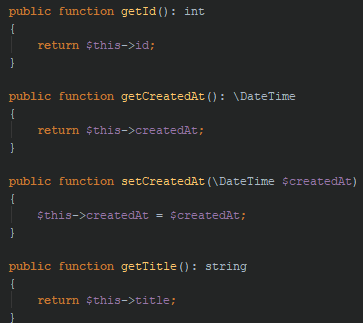 public function getId(): int
{
    return $this->id;
}
public function getCreatedAt(): \DateTime
{
    return $this->createdAt;
}
public function setCreatedAt(\DateTime $createdAt)
{
    $this->createdAt = $createdAt;
}
public function getTitle(): string
{
    return $this->title;
}